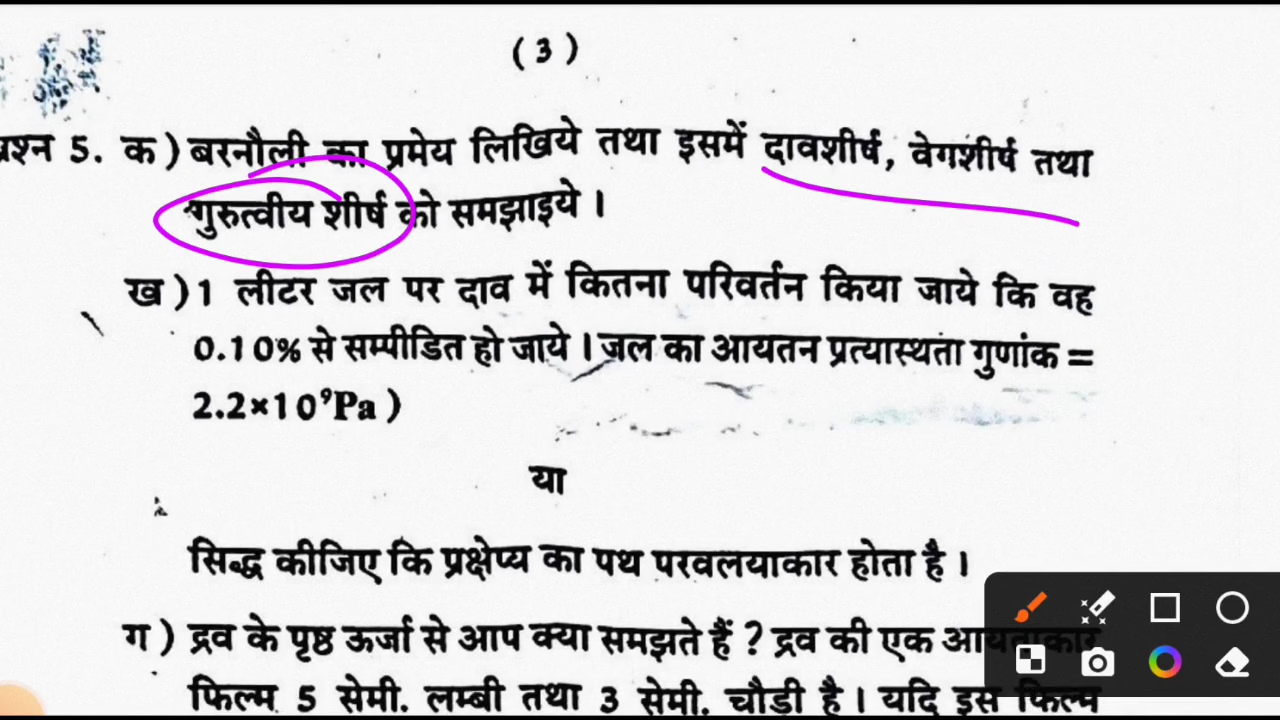 ( 3 )
प्रश्न 5. क ) बरनौली का प्रमेय लिखिये तथा इसमें दावशीर्ष, वेगशीर्ष तथा
गुरुत्वीय शीर्ष को समझाइये ।
ख ) 1 लीटर जल पर दाव में कितना परिवर्तन किया जाये कि वह
0.10% से सम्पीडित हो जाये । जल का आयतन प्रत्यास्थता गुणांक =
2.2×10⁹Pa )
या
सिद्ध कीजिए कि प्रक्षेप्य का पथ परवलयाकार होता है ।
ग ) द्रव के पृष्ठ ऊर्जा से आप क्या समझते हैं ? द्रव की एक आयताकार
फिल्म 5 सेमी. लम्बी तथा 3 सेमी. चौड़ी है । यदि इस फिल्म